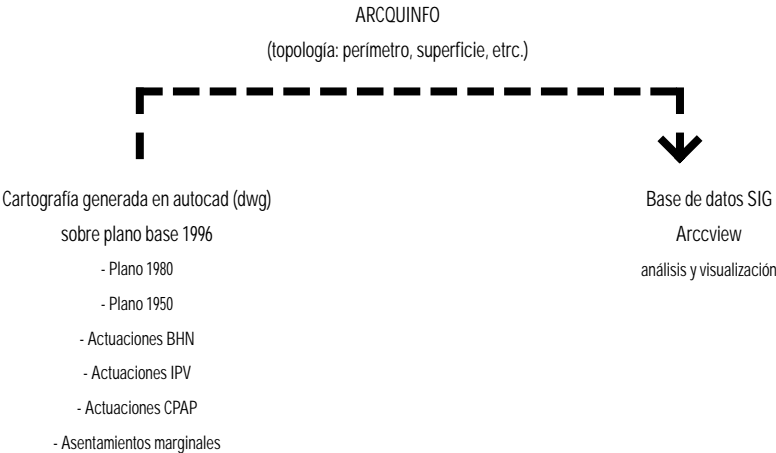 ARCQUINFO
(topología: perímetro, superficie, etrc.)
Cartografía generada en autocad (dwg)
sobre plano base 1996
- Plano 1980
- Plano 1950
- Actuaciones BHN
- Actuaciones IPV
- Actuaciones CPAP
- Asentamientos marginales
Base de datos SIG
Arccview
análisis y visualización